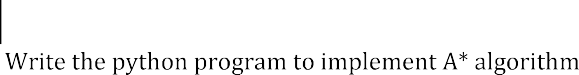 Write the python program to implement A* algorithm